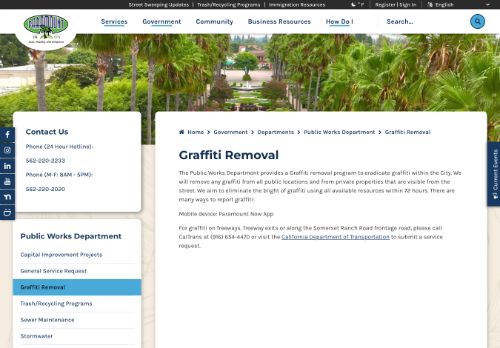 Street Sweeping Updates | Trash/Recycling Programs | Immigration Resources
°F
Register | Sign In
English
PARAMOUNT
Services
Government
Community
Business Resources
How Do I
Search...
Contact Us
Phone (24 Hour Hotline):
562-220-2233
Phone (M-F: 8AM - 5PM):
562-220-2020
Public Works Department
Capital Improvement Projects
General Service Request
Graffiti Removal
Trash/Recycling Programs
Sewer Maintenance
Stormwater
Home > Government > Departments > Public Works Department > Graffiti Removal
Graffiti Removal
The Public Works Department provides a Graffiti removal program to eradicate graffiti within the City. We
will remove any graffiti from all public locations and from private properties that are visible from the
street. We aim to eliminate the blight of graffiti using all available resources within 72 hours. There are
many ways to report graffiti:
Mobile device: Paramount Now App
For graffiti on freeways, freeway exits or along the Somerset Ranch Road frontage road, please call
CalTrans at (916) 654-4470 or visit the California Department of Transportation to submit a service
request.
Current Events